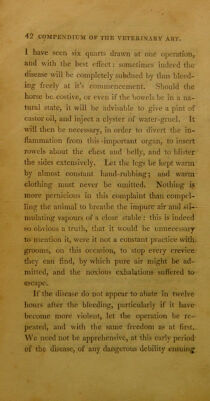 42 COMPENDIUM OF THE VETERINARY ART.
I have seen six quarts drawn at one operation,
and with the best effect: sometimes indeed the
disease will be completely subdued by thus bleed-
ing freely at it's commencement. Should the
horse be costive, or even if the bowels be in a na-
tural state, it will be advisable to give a pint of
castor oil, and inject a clyster of water-gruel. It
will then be necessary, in order to divert the in-
flammation from this important organ, to insert
rowels about the chest and belly, and to blister
the sides extensively. Let the legs be kept warm
by almost constant hand-rubbing; and warm
clothing must never be omitted. Nothing is
more pernicious in this complaint than compel-
ling the animal to breathe the impure air and sti-
mulating vapours of a close stable: this is indeed
so obvious a truth, that it would be unnecessary
to mention it, were it not a constant practice with
grooms, on this occasion, to stop every crevice
they can find, by which pure air might be ad-
mitted, and the noxious exhalations suffered to
escape.
If the disease do not appear to abate in twelve
hours after the bleeding, particularly if it have
become more violent, let the operation be re-
peated, and with the same freedom as at first.
We need not be apprehensive, at this early period
of the disease, of any dangerous debility ensuing